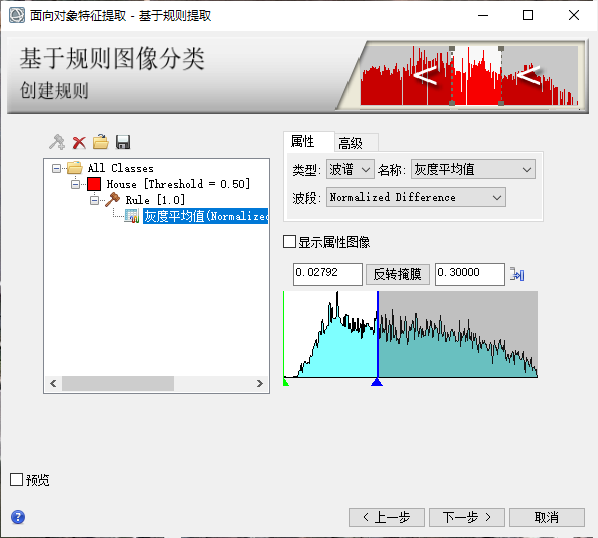 面向对象特征提取 - 基于规则提取
基于规则图像分类
创建规则
属性 高级
All Classes
House [Threshold = 0.50]
Rule [1.0]
灰度平均值(Normalized
类型: 波谱 名称: 灰度平均值
波段: Normalized Difference
显示属性图像
0.02792 反转掩膜 0.30000
预览
? < 上一步 下一步 > 取消